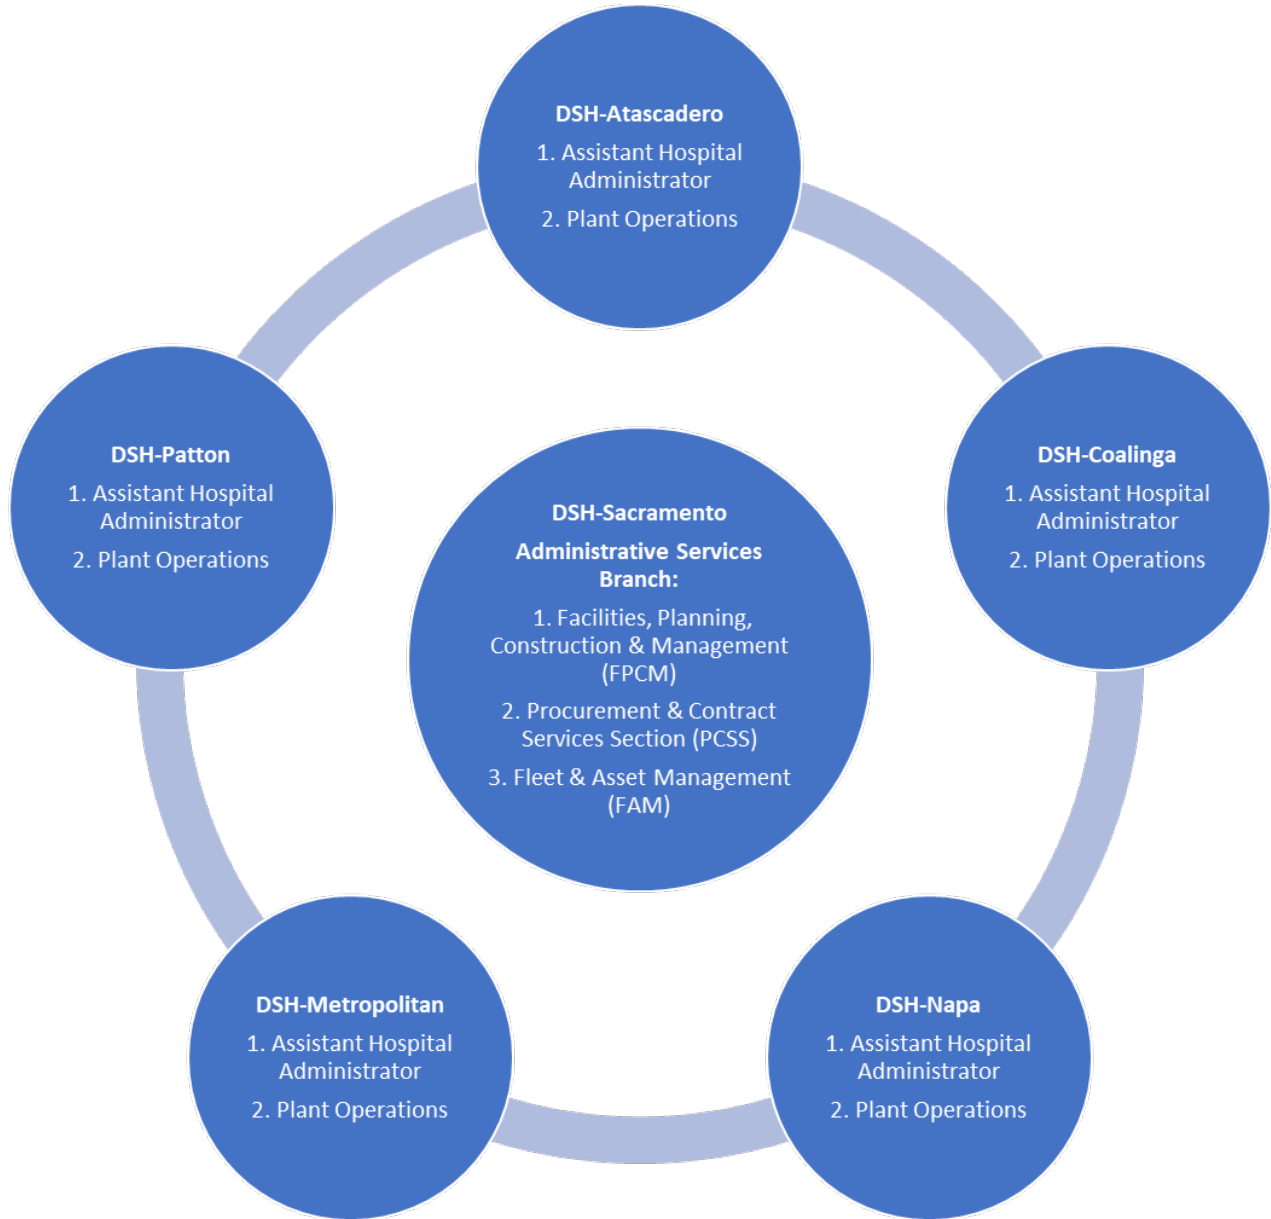 DSH-Atascadero
1. Assistant Hospital
Administrator
2. Plant Operations
DSH-Patton
1. Assistant Hospital
Administrator
2. Plant Operations
DSH-Coalinga
1. Assistant Hospital
Administrator
2. Plant Operations
DSH-Sacramento
Administrative Services
Branch:
1. Facilities, Planning,
Construction & Management
(FPCM)
2. Procurement & Contract
Services Section (PCSS)
3. Fleet & Asset Management
(FAM)
DSH-Metropolitan
1. Assistant Hospital
Administrator
2. Plant Operations
DSH-Napa
1. Assistant Hospital
Administrator
2. Plant Operations